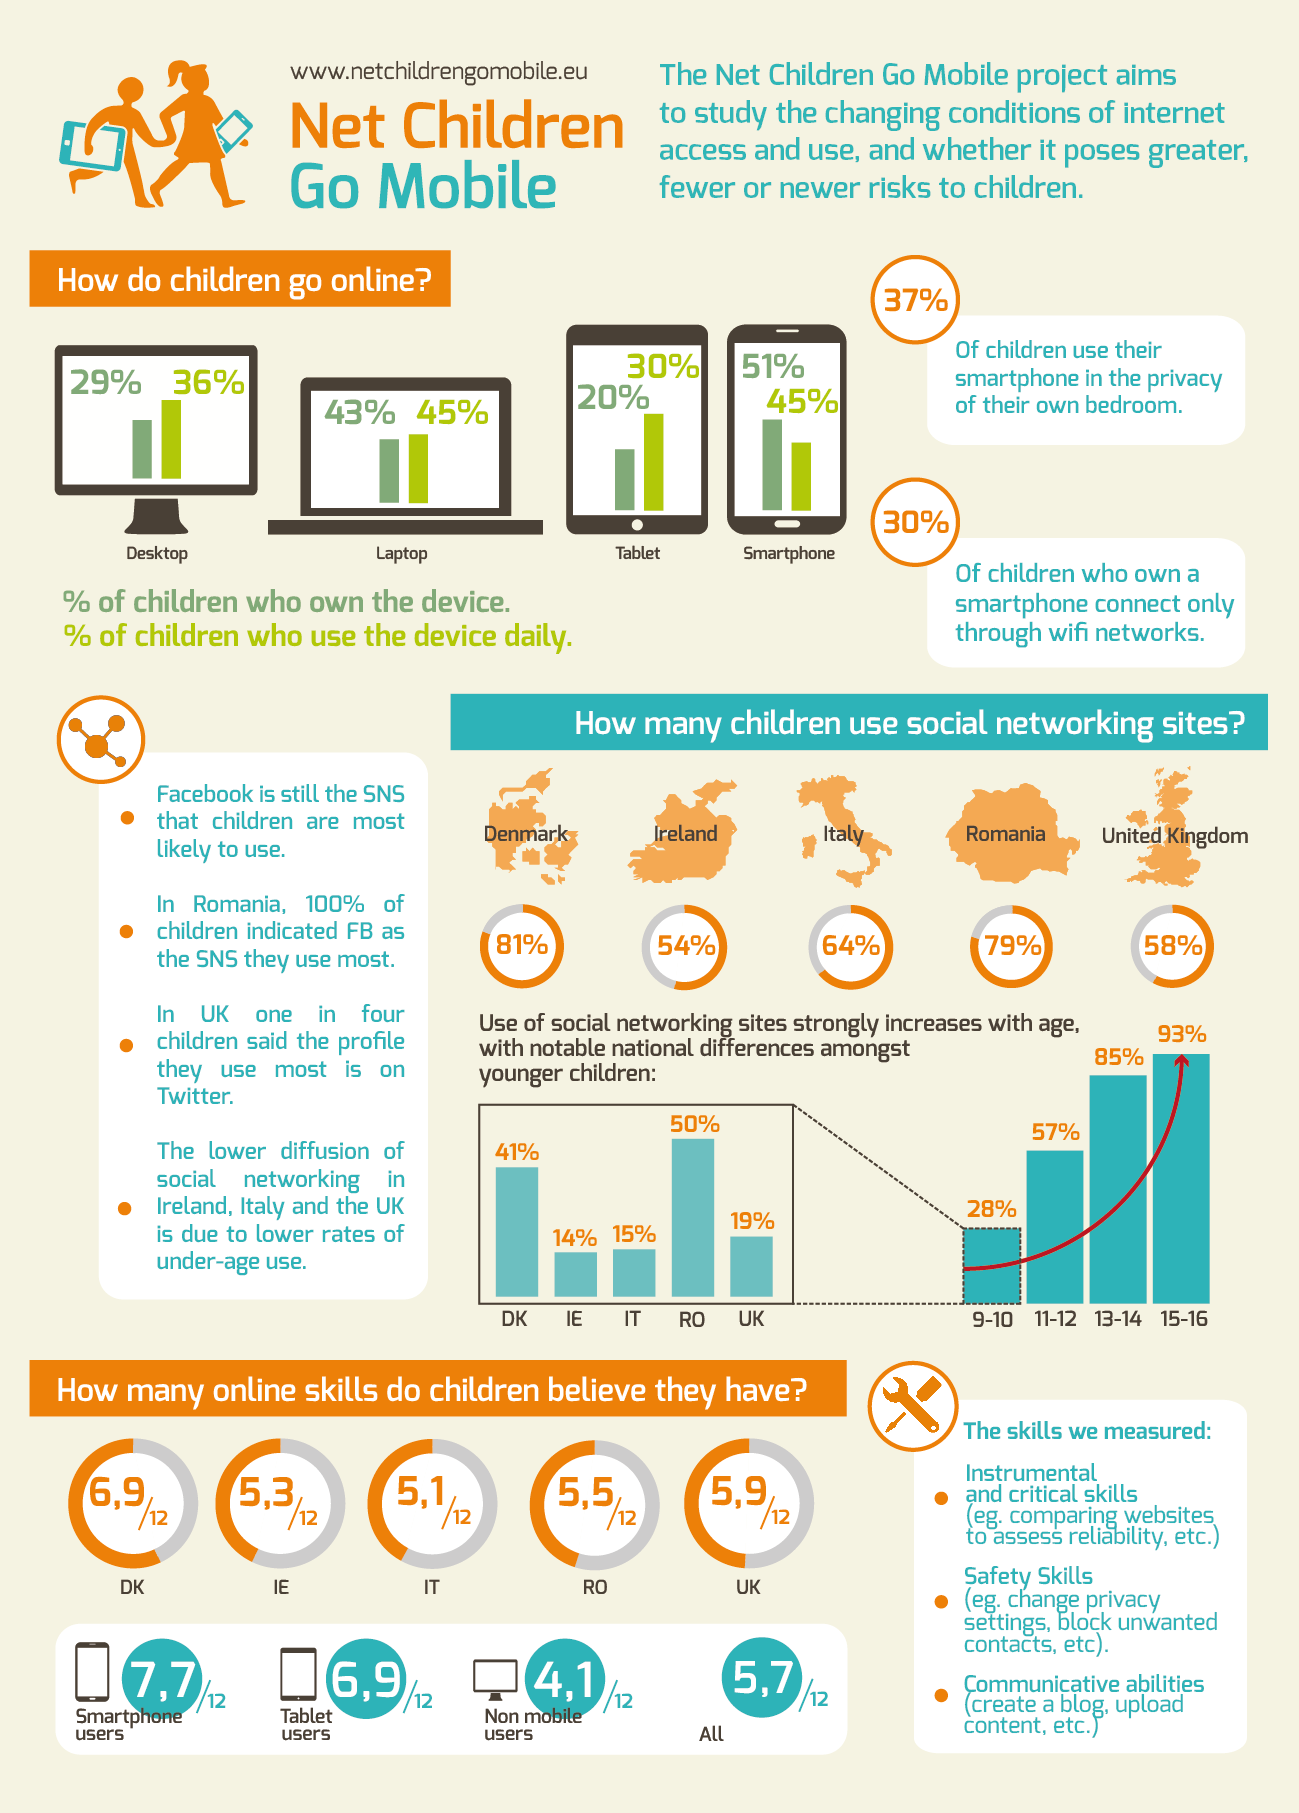 www.netchildrengomobile.eu
Net Children
Go Mobile
The Net Children Go Mobile project aims
to study the changing conditions of internet
access and use, and whether it poses greater,
fewer or newer risks to children.
How do children go online?
29% 36%
Desktop
43% 45%
Laptop
30%
20%
Tablet
51%
45%
Smartphone
% of children who own the device.
% of children who use the device daily.
37%
Of children use their
smartphone in the privacy
of their own bedroom.
30%
Of children who own a
smartphone connect only
through wifi networks.
Facebook is still the SNS
that children are most
likely to use.
In Romania, 100% of
children indicated FB as
the SNS they use most.
In UK one in four
children said the profile
they use most is on
Twitter.
The lower diffusion of
social networking in
Ireland, Italy and the UK
is due to lower rates of
under-age use.
How many children use social networking sites?
Denmark Ireland Italy Romania United Kingdom
81% 54% 64% 79% 58%
Use of social networking sites strongly increases with age,
with notable national differences amongst
younger children:
41% 14% 15% 50% 19%
DK IE IT RO UK
28% 57% 85% 93%
9-10 11-12 13-14 15-16
How many online skills do children believe they have?
6,9/12 5,3/12 5,1/12 5,5/12 5,9/12
DK IE IT RO UK
7,7/12
Smartphone
users
6,9/12
Tablet
users
4,1/12
Non mobile
users
5,7/12
All
The skills we measured:
Instrumental
and critical skills
(eg. comparing websites
to assess reliability, etc.)
Safety Skills
(eg. change privacy
settings, block unwanted
contacts, etc).
Communicative abilities
(create a blog, upload
content, etc.)